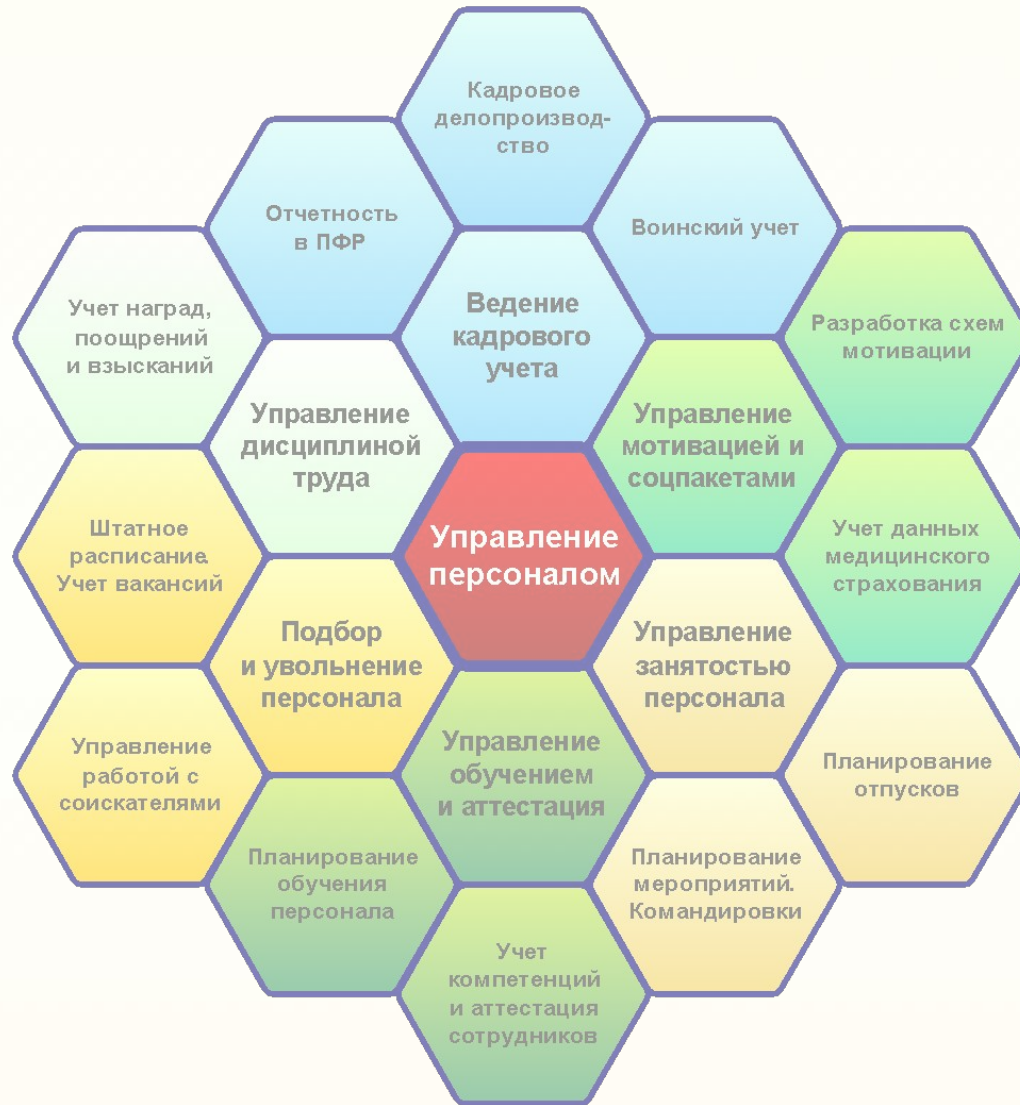 Кадровое
делопроизвод-
ство
Отчетность
в ПФР
Воинский учет
Учет наград,
поощрений
и взысканий
Ведение
кадрового
учета
Разработка схем
мотивации
Управление
дисциплиной
труда
Управление
мотивацией и
соцпакетами
Штатное
расписание.
Учет вакансий
Управление
персоналом
Учет данных
медицинского
страхования
Подбор
и увольнение
персонала
Управление
занятостью
персонала
Управление
работой с
соискателями
Управление
обучением
и аттестация
Планирование
отпусков
Планирование
обучения
персонала
Планирование
мероприятий.
Командировки
Учет
компетенций
и аттестация
сотрудников